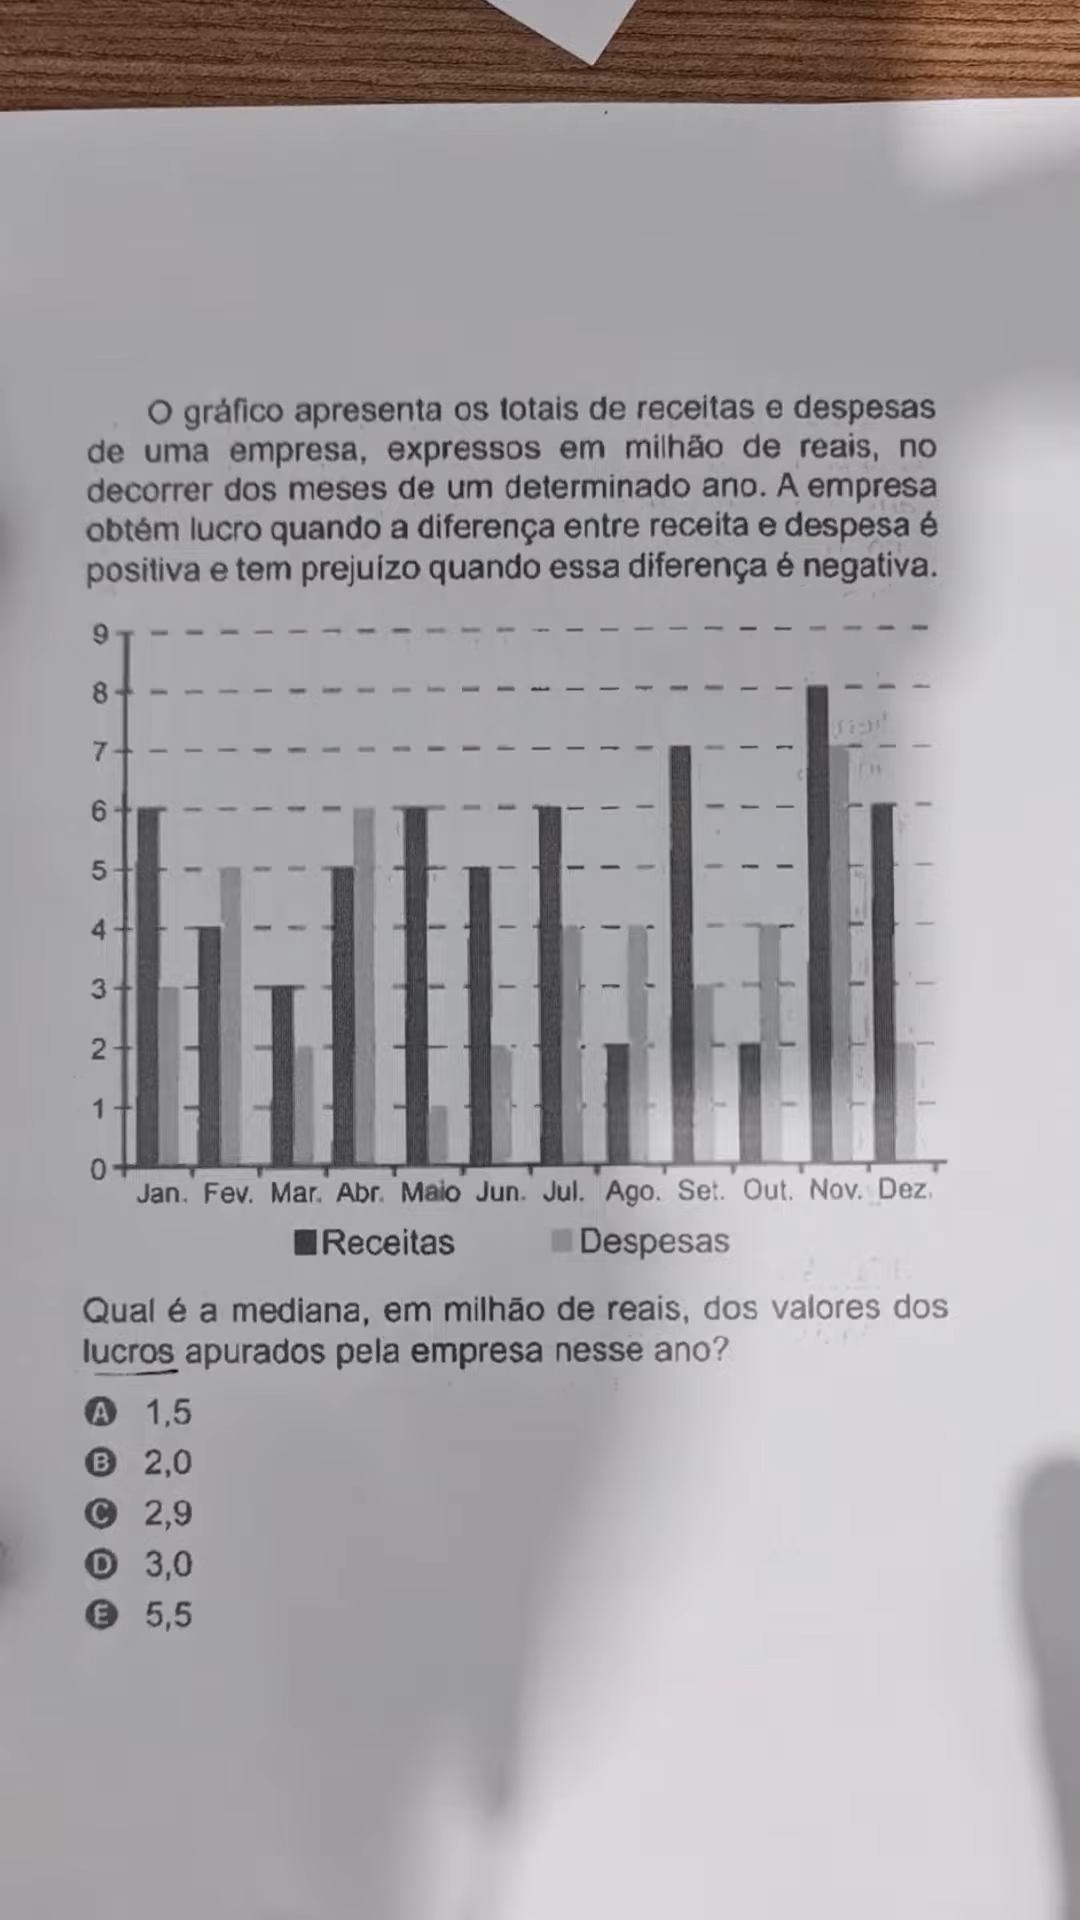 O gráfico apresenta os totais de receitas e despesas
de uma empresa, expressos em milhão de reais, no
decorrer dos meses de um determinado ano. A empresa
obtém lucro quando a diferença entre receita e despesa é
positiva e tem prejuízo quando essa diferença é negativa.
9
8
7
6
5
4
3
2
1
0
Jan. Fev. Mar. Abr. Maio Jun. Jul. Ago. Set. Out. Nov. Dez.
Receitas Despesas
Qual é a mediana, em milhão de reais, dos valores dos
lucros apurados pela empresa nesse ano?
A 1,5
B 2,0
C 2,9
D 3,0
E 5,5